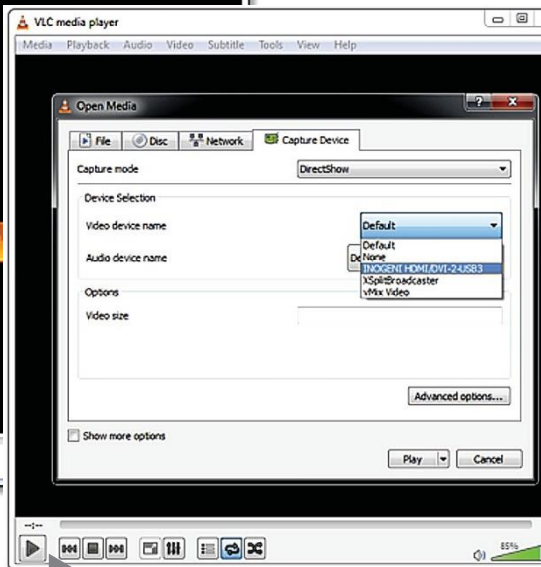 VLC media player
Media Playback Audio Video Subtitle Tools View Help
Open Media
File Disc Network Capture Device
Capture mode DirectShow
Device Selection
Video device name Default
Default
None
INOGENI HDMI/DVI-2-USB3
XSplitBroadcaster
vMix Video
Audio device name De
Options
Video size
Advanced options...
Show more options
Play Cancel
--:--
85%